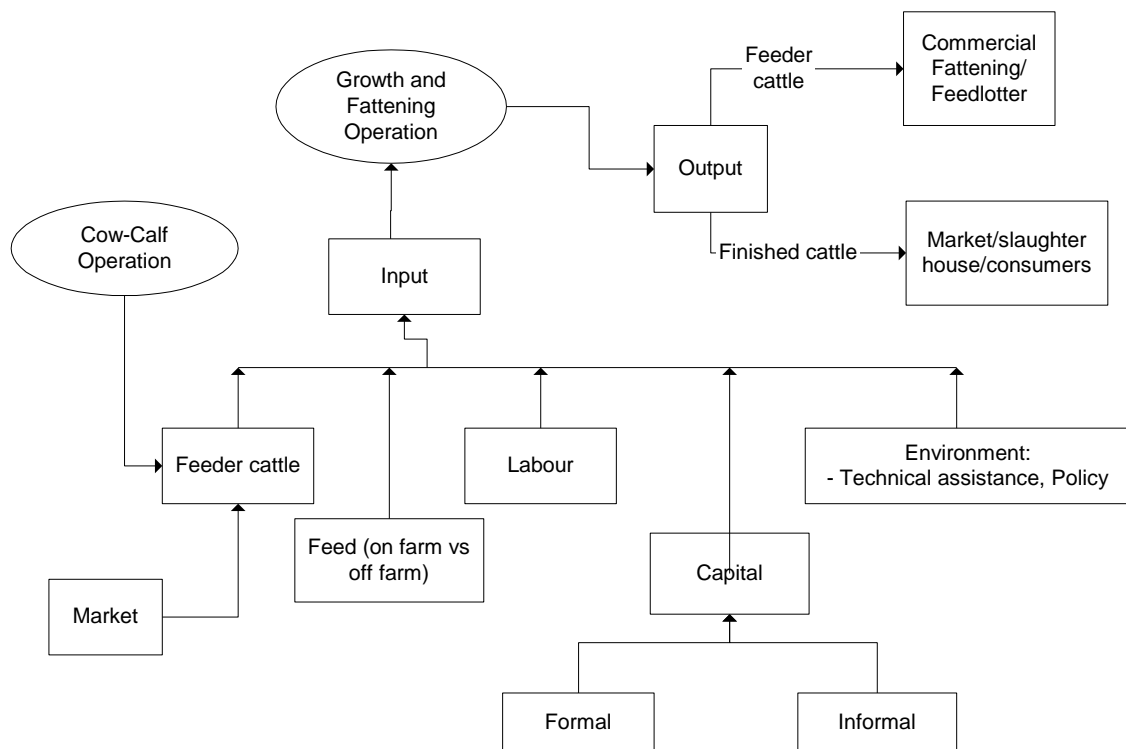 Feeder
cattle
Commercial
Fattening/
Feedlotter
Growth and
Fattening
Operation
Output
Cow-Calf
Operation
Input
Finished cattle
Market/slaughter
house/consumers
Feeder cattle
Labour
Environment:
- Technical assistance, Policy
Feed (on farm vs
off farm)
Capital
Market
Formal
Informal